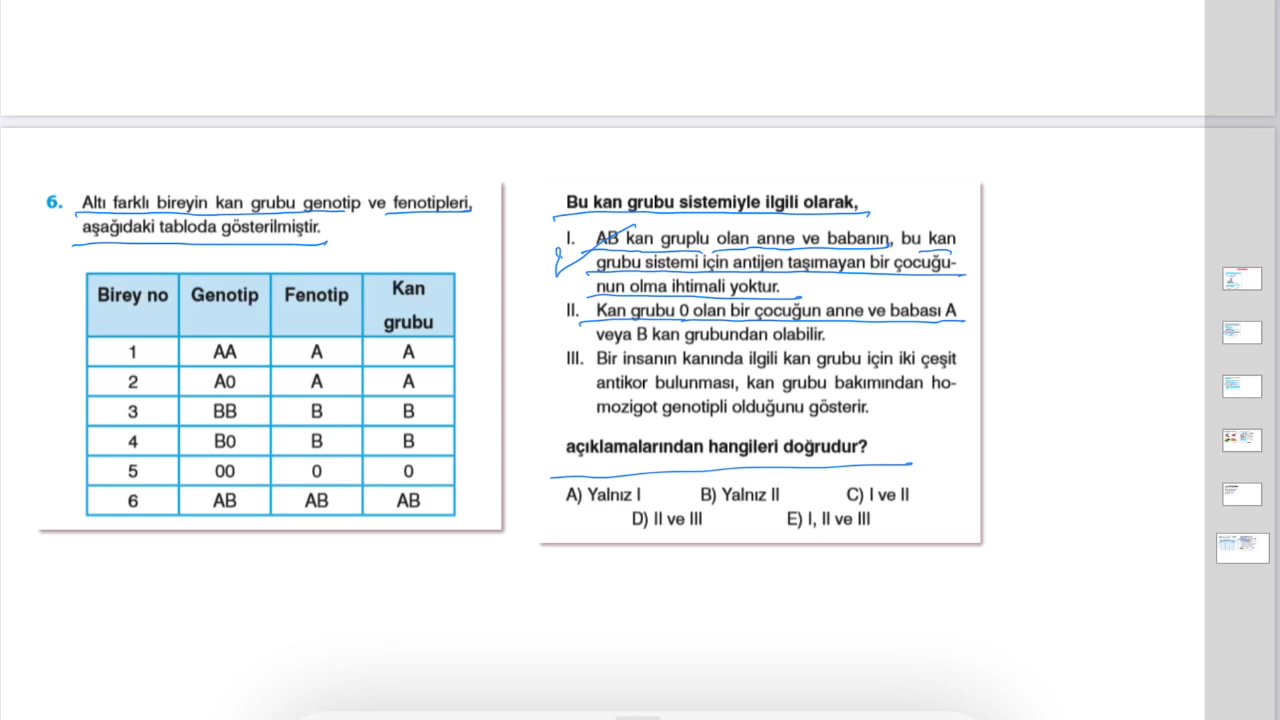 6. Altı farklı bireyin kan grubu genotip ve fenotipleri,
aşağıdaki tabloda gösterilmiştir.
Birey no Genotip Fenotip Kan grubu
1 AA A A
2 A0 A A
3 BB B B
4 B0 B B
5 00 0 0
6 AB AB AB
Bu kan grubu sistemiyle ilgili olarak,
I. AB kan gruplu olan anne ve babanın, bu kan
grubu sistemi için antijen taşımayan bir çocuğu-
nun olma ihtimali yoktur.
II. Kan grubu 0 olan bir çocuğun anne ve babası A
veya B kan grubundan olabilir.
III. Bir insanın kanında ilgili kan grubu için iki çeşit
antikor bulunması, kan grubu bakımından ho-
mozigot genotipli olduğunu gösterir.
açıklamalarından hangileri doğrudur?
A) Yalnız I B) Yalnız II C) I ve II
D) II ve III E) I, II ve III